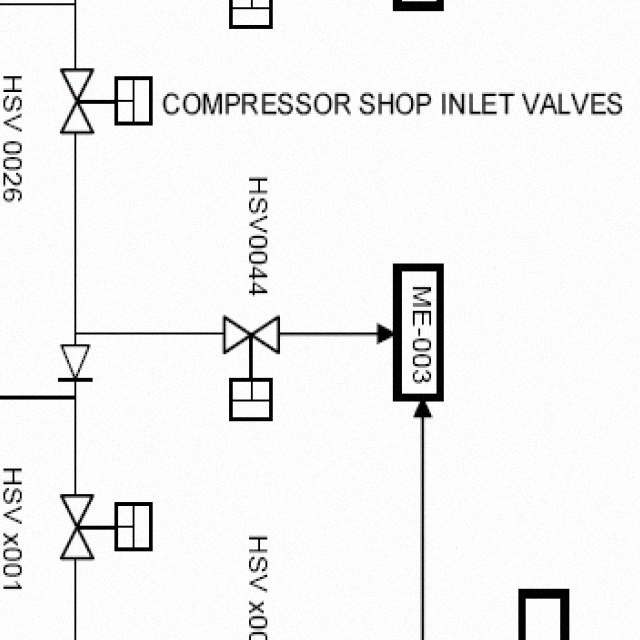 HSV 0026
COMPRESSOR SHOP INLET VALVES
HSV0044
ME-003
HSV x001